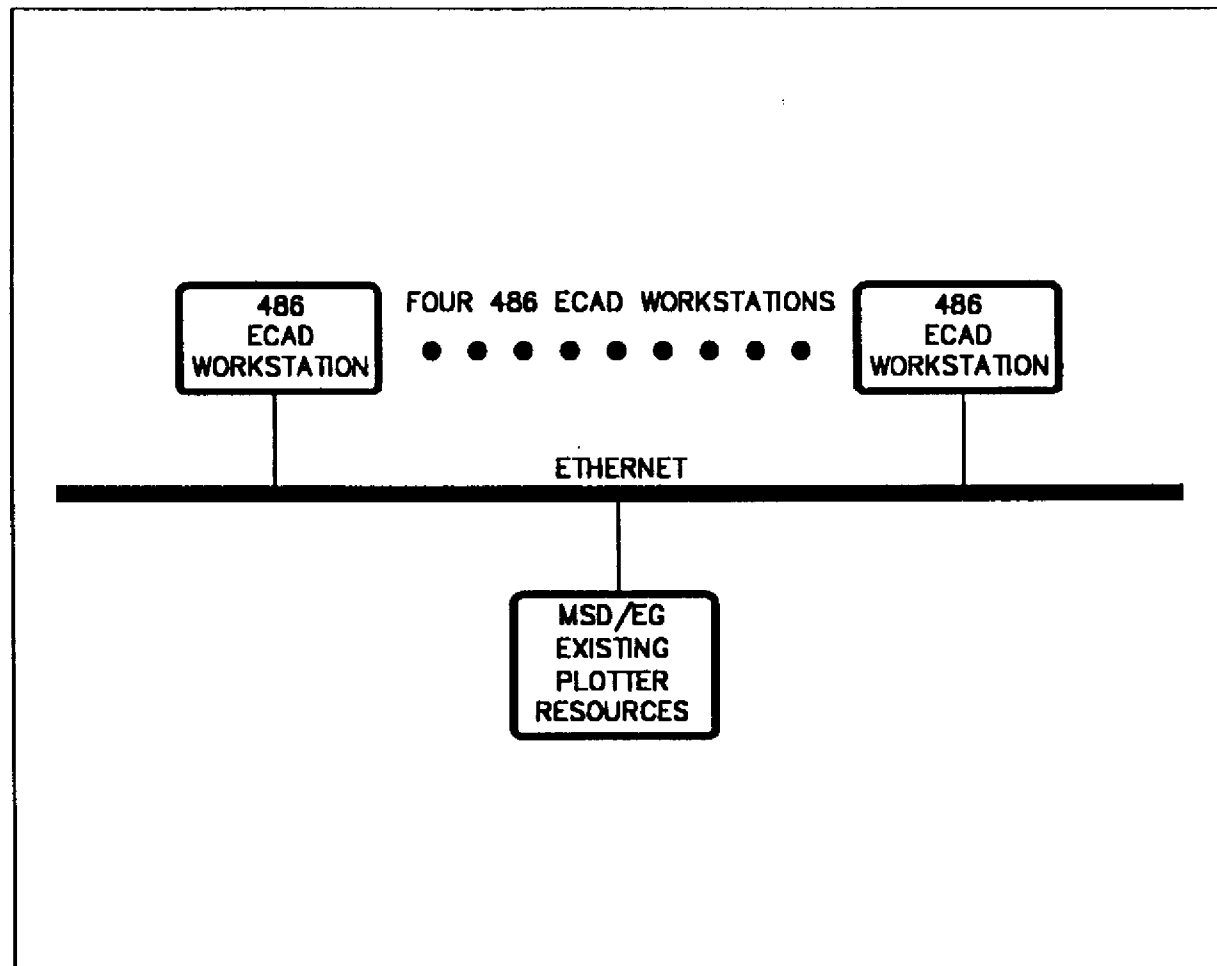 486
ECAD
WORKSTATION
FOUR 486 ECAD WORKSTATIONS
486
ECAD
WORKSTATION
ETHERNET
MSD/EG
EXISTING
PLOTTER
RESOURCES